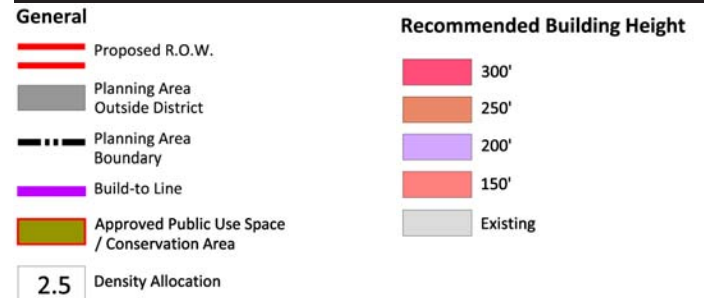 General
Proposed R.O.W.
Planning Area
Outside District
Planning Area
Boundary
Build-to Line
Approved Public Use Space
/ Conservation Area
2.5 Density Allocation
Recommended Building Height
300'
250'
200'
150'
Existing